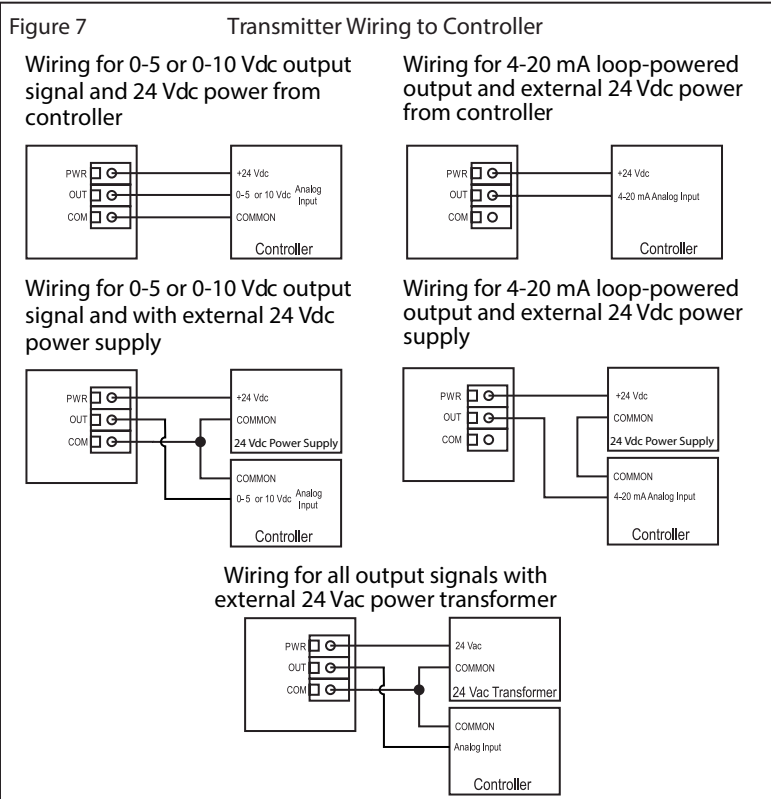 Figure 7 Transmitter Wiring to Controller
Wiring for 0-5 or 0-10 Vdc output
signal and 24 Vdc power from
controller
PWR
OUT
COM
+24 Vdc
0-5 or 10 Vdc Analog
Input
COMMON
Controller
Wiring for 4-20 mA loop-powered
output and external 24 Vdc power
from controller
PWR
OUT
COM
+24 Vdc
4-20 mA Analog Input
Controller
Wiring for 0-5 or 0-10 Vdc output
signal and with external 24 Vdc
power supply
PWR
OUT
COM
+24 Vdc
COMMON
24 Vdc Power Supply
COMMON
0-5 or 10 Vdc Analog
Input
Controller
Wiring for 4-20 mA loop-powered
output and external 24 Vdc power
supply
PWR
OUT
COM
+24 Vdc
COMMON
24 Vdc Power Supply
COMMON
4-20 mA Analog Input
Controller
Wiring for all output signals with
external 24 Vac power transformer
PWR
OUT
COM
24 Vac
COMMON
24 Vac Transformer
COMMON
Analog Input
Controller